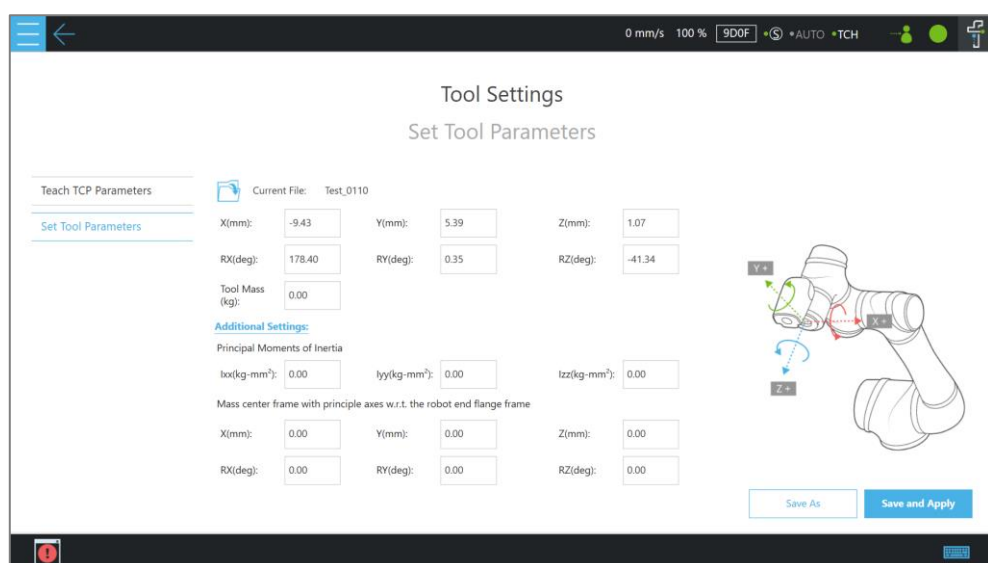 0 mm/s 100 % 9D0F S AUTO TCH
Tool Settings
Set Tool Parameters
Teach TCP Parameters
Set Tool Parameters
Current File: Test_0110
X(mm): -9.43 Y(mm): 5.39 Z(mm): 1.07
RX(deg): 178.40 RY(deg): 0.35 RZ(deg): -41.34
Tool Mass
(kg): 0.00
Additional Settings:
Principal Moments of Inertia
Ixx(kg-mm²): 0.00 Iyy(kg-mm²): 0.00 Izz(kg-mm²): 0.00
Mass center frame with principle axes w.r.t. the robot end flange frame
X(mm): 0.00 Y(mm): 0.00 Z(mm): 0.00
RX(deg): 0.00 RY(deg): 0.00 RZ(deg): 0.00
Y +
X +
Z +
Save As
Save and Apply